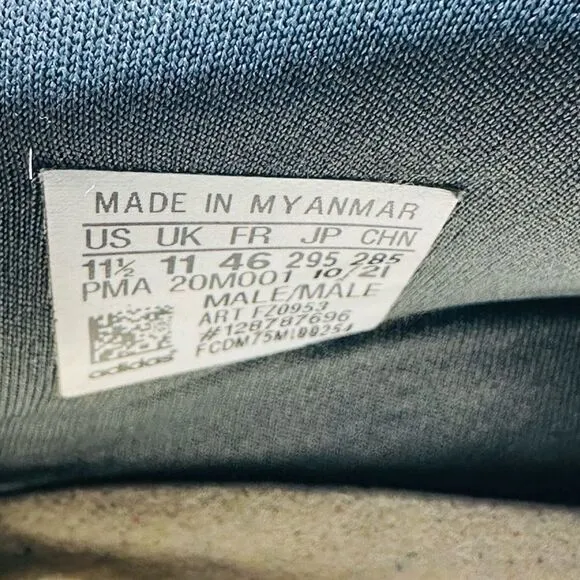 MADE IN MYANMAR
US UK FR JP CHN
11½ 11 46 295 285
PMA 20M001 10/21
MALE/MALE
ART FZ0953
#128787696
FCDM75M100254
adidas